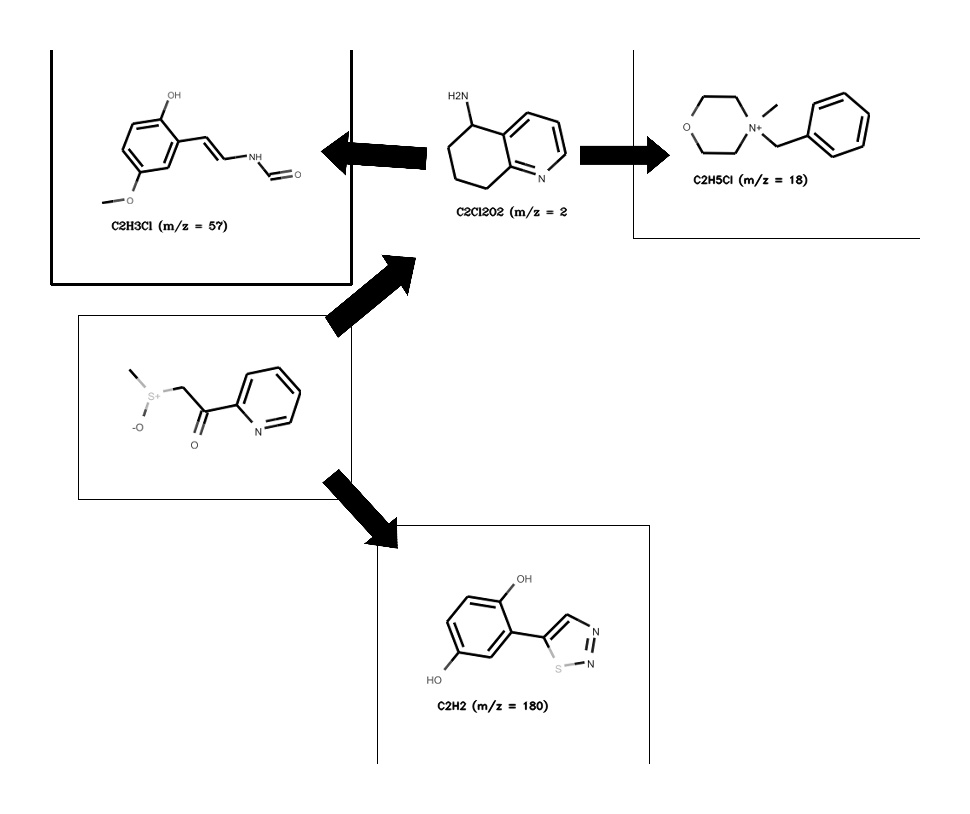 H2N
OH
N+
O
NH
O
N
C2H5Cl (m/z = 18)
O
C2Cl2O2 (m/z = 2
C2H3Cl (m/z = 57)
S+
-O
N
O
OH
N
N
S
HO
C2H2 (m/z = 180)